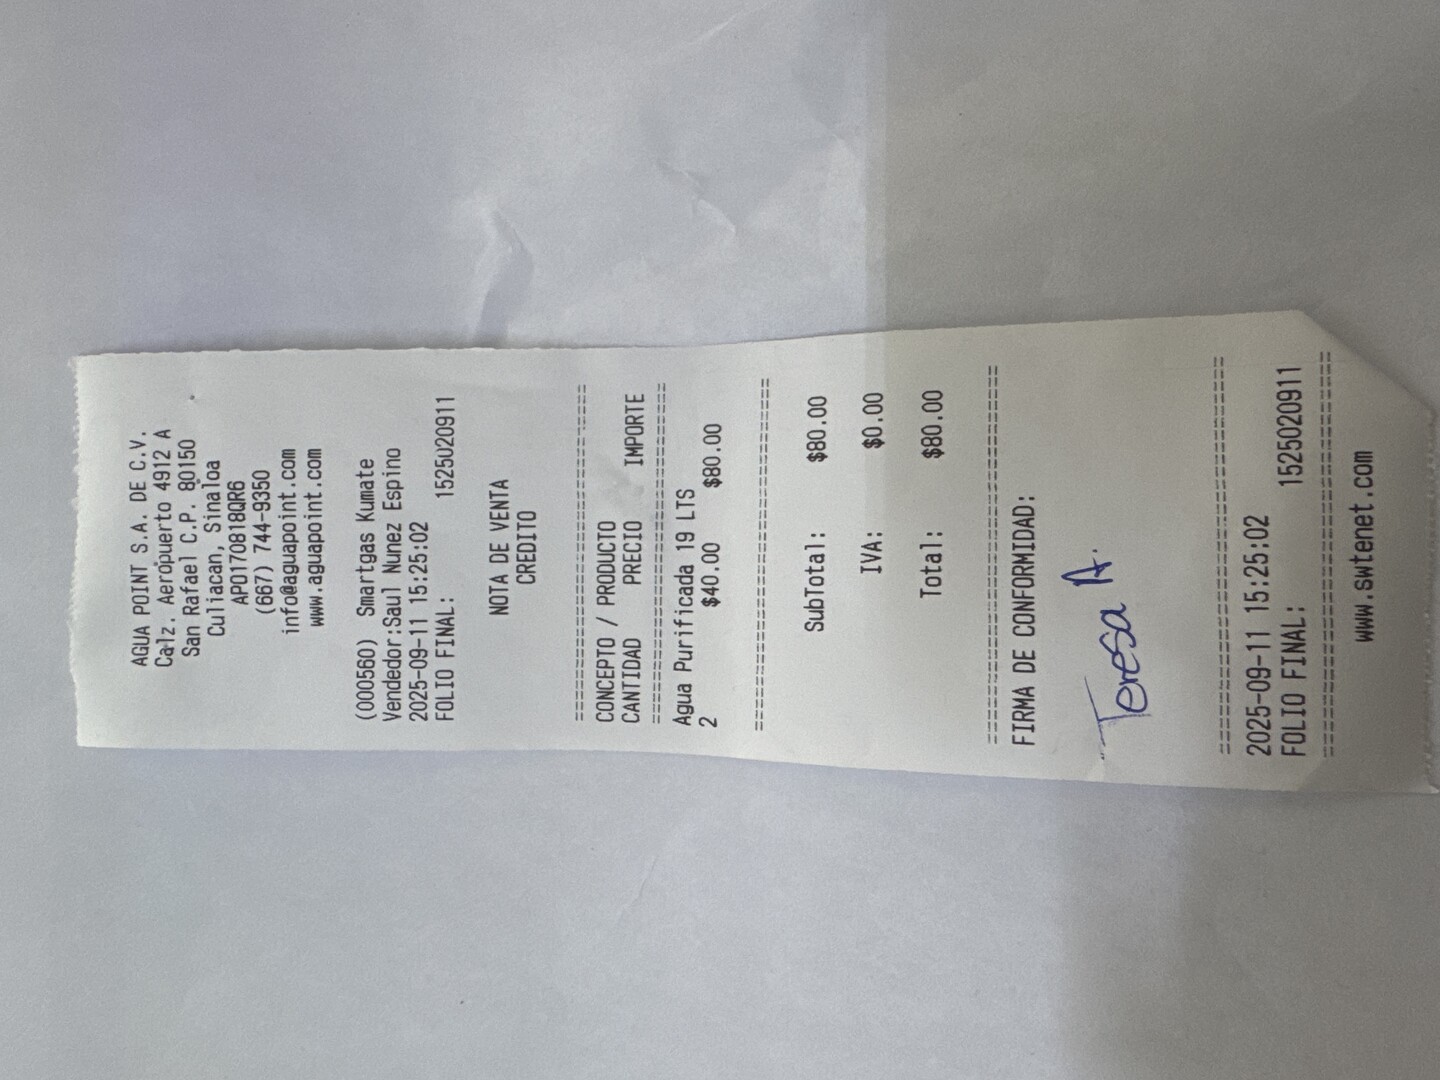 AGUA POINT S.A. DE C.V.
Calz. Aeropuerto 4912 A
San Rafael C.P. 80150
Culiacan, Sinaloa
APO170818QR6
(667) 744-9350
info@aguapoint.com
www.aguapoint.com
(000560) Smartgas Kumate
Vendedor:Saul Nunez Espino
2025-09-11 15:25:02
FOLIO FINAL: 1525020911
NOTA DE VENTA
CREDITO
==============================
CONCEPTO / PRODUCTO
CANTIDAD PRECIO IMPORTE
==============================
Agua Purificada 19 LTS
2 $40.00 $80.00
==============================
SubTotal: $80.00
IVA: $0.00
Total: $80.00
==============================
FIRMA DE CONFORMIDAD:
Teresa A.
==============================
2025-09-11 15:25:02
FOLIO FINAL: 1525020911
==============================
www.swtenet.com